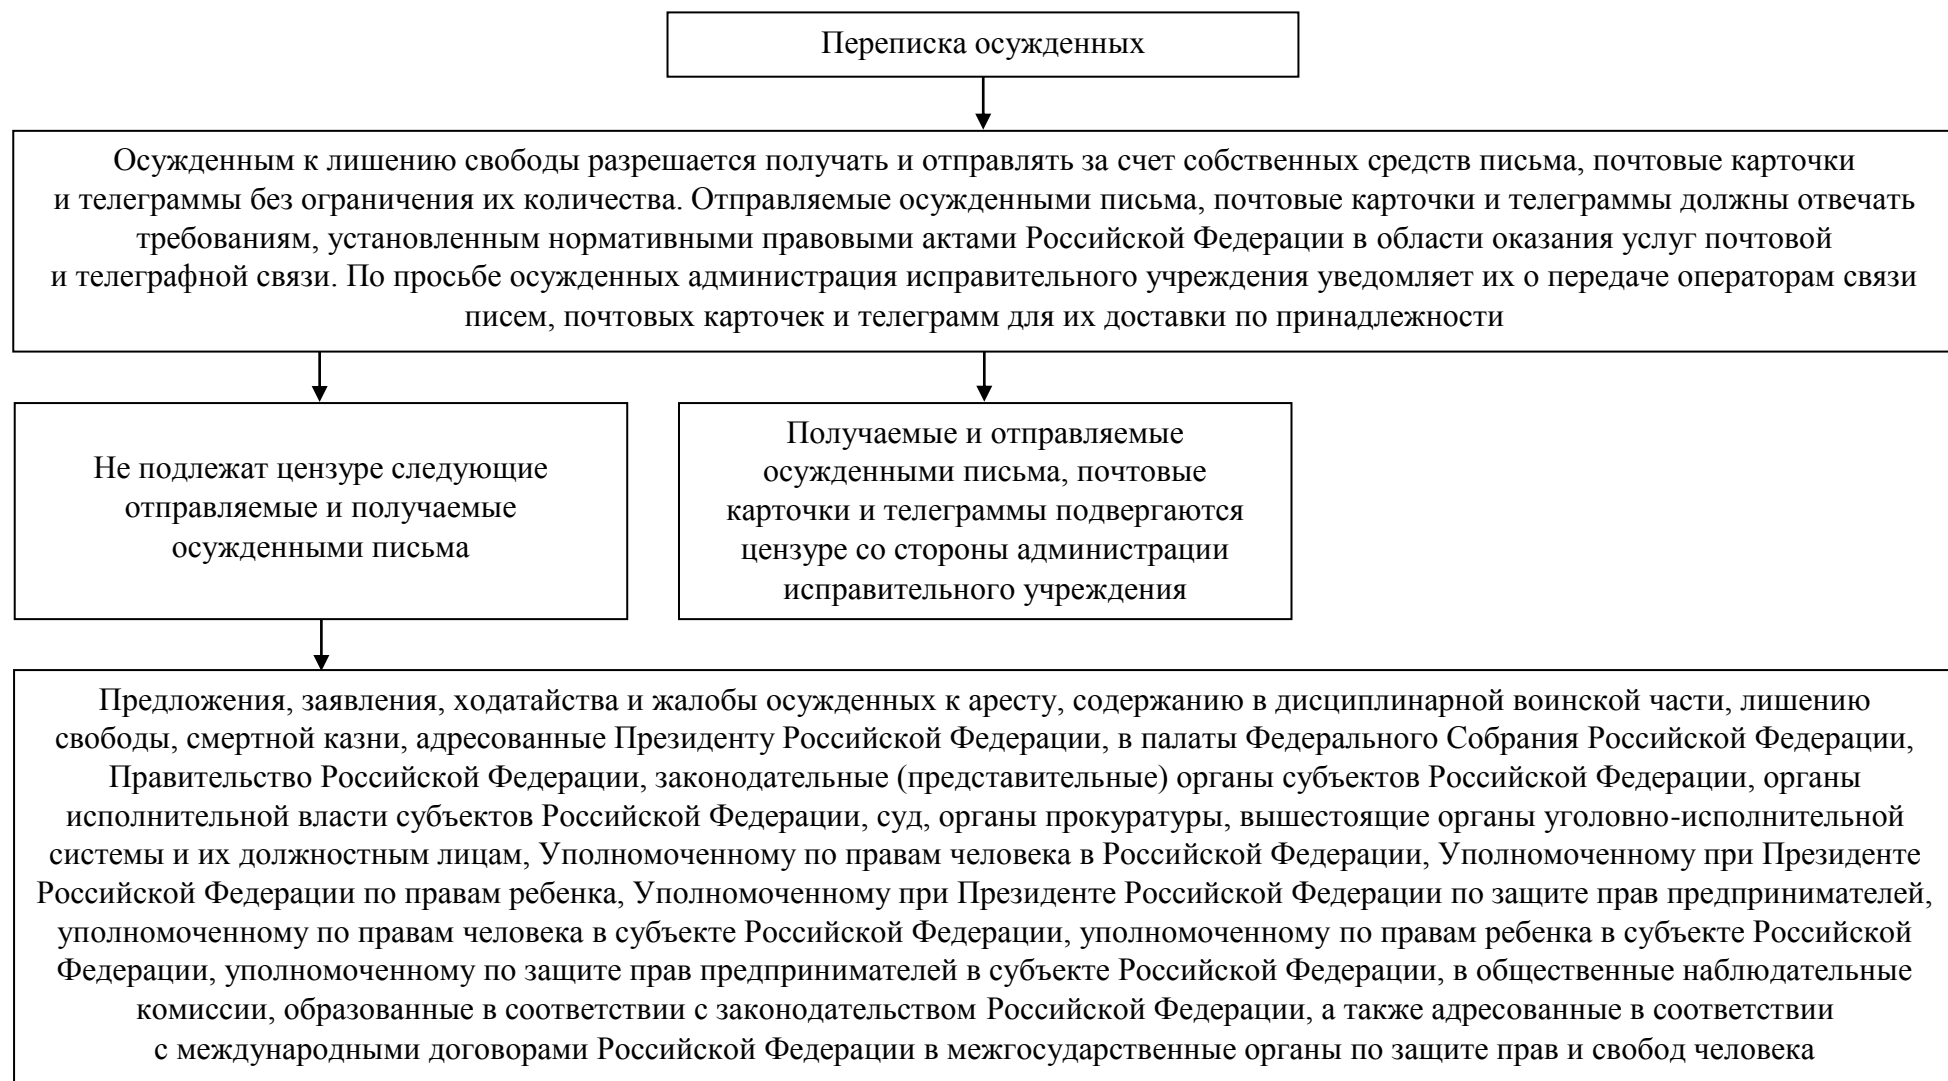 Переписка осужденных
Осужденным к лишению свободы разрешается получать и отправлять за счет собственных средств письма, почтовые карточки
и телеграммы без ограничения их количества. Отправляемые осужденными письма, почтовые карточки и телеграммы должны отвечать
требованиям, установленным нормативными правовыми актами Российской Федерации в области оказания услуг почтовой
и телеграфной связи. По просьбе осужденных администрация исправительного учреждения уведомляет их о передаче операторам связи
писем, почтовых карточек и телеграмм для их доставки по принадлежности
Не подлежат цензуре следующие
отправляемые и получаемые
осужденными письма
Получаемые и отправляемые
осужденными письма, почтовые
карточки и телеграммы подвергаются
цензуре со стороны администрации
исправительного учреждения
Предложения, заявления, ходатайства и жалобы осужденных к аресту, содержанию в дисциплинарной воинской части, лишению
свободы, смертной казни, адресованные Президенту Российской Федерации, в палаты Федерального Собрания Российской Федерации,
Правительство Российской Федерации, законодательные (представительные) органы субъектов Российской Федерации, органы
исполнительной власти субъектов Российской Федерации, суд, органы прокуратуры, вышестоящие органы уголовно-исполнительной
системы и их должностным лицам, Уполномоченному по правам человека в Российской Федерации, Уполномоченному при Президенте
Российской Федерации по правам ребенка, Уполномоченному при Президенте Российской Федерации по защите прав предпринимателей,
уполномоченному по правам человека в субъекте Российской Федерации, уполномоченному по правам ребенка в субъекте Российской
Федерации, уполномоченному по защите прав предпринимателей в субъекте Российской Федерации, в общественные наблюдательные
комиссии, образованные в соответствии с законодательством Российской Федерации, а также адресованные в соответствии
с международными договорами Российской Федерации в межгосударственные органы по защите прав и свобод человека